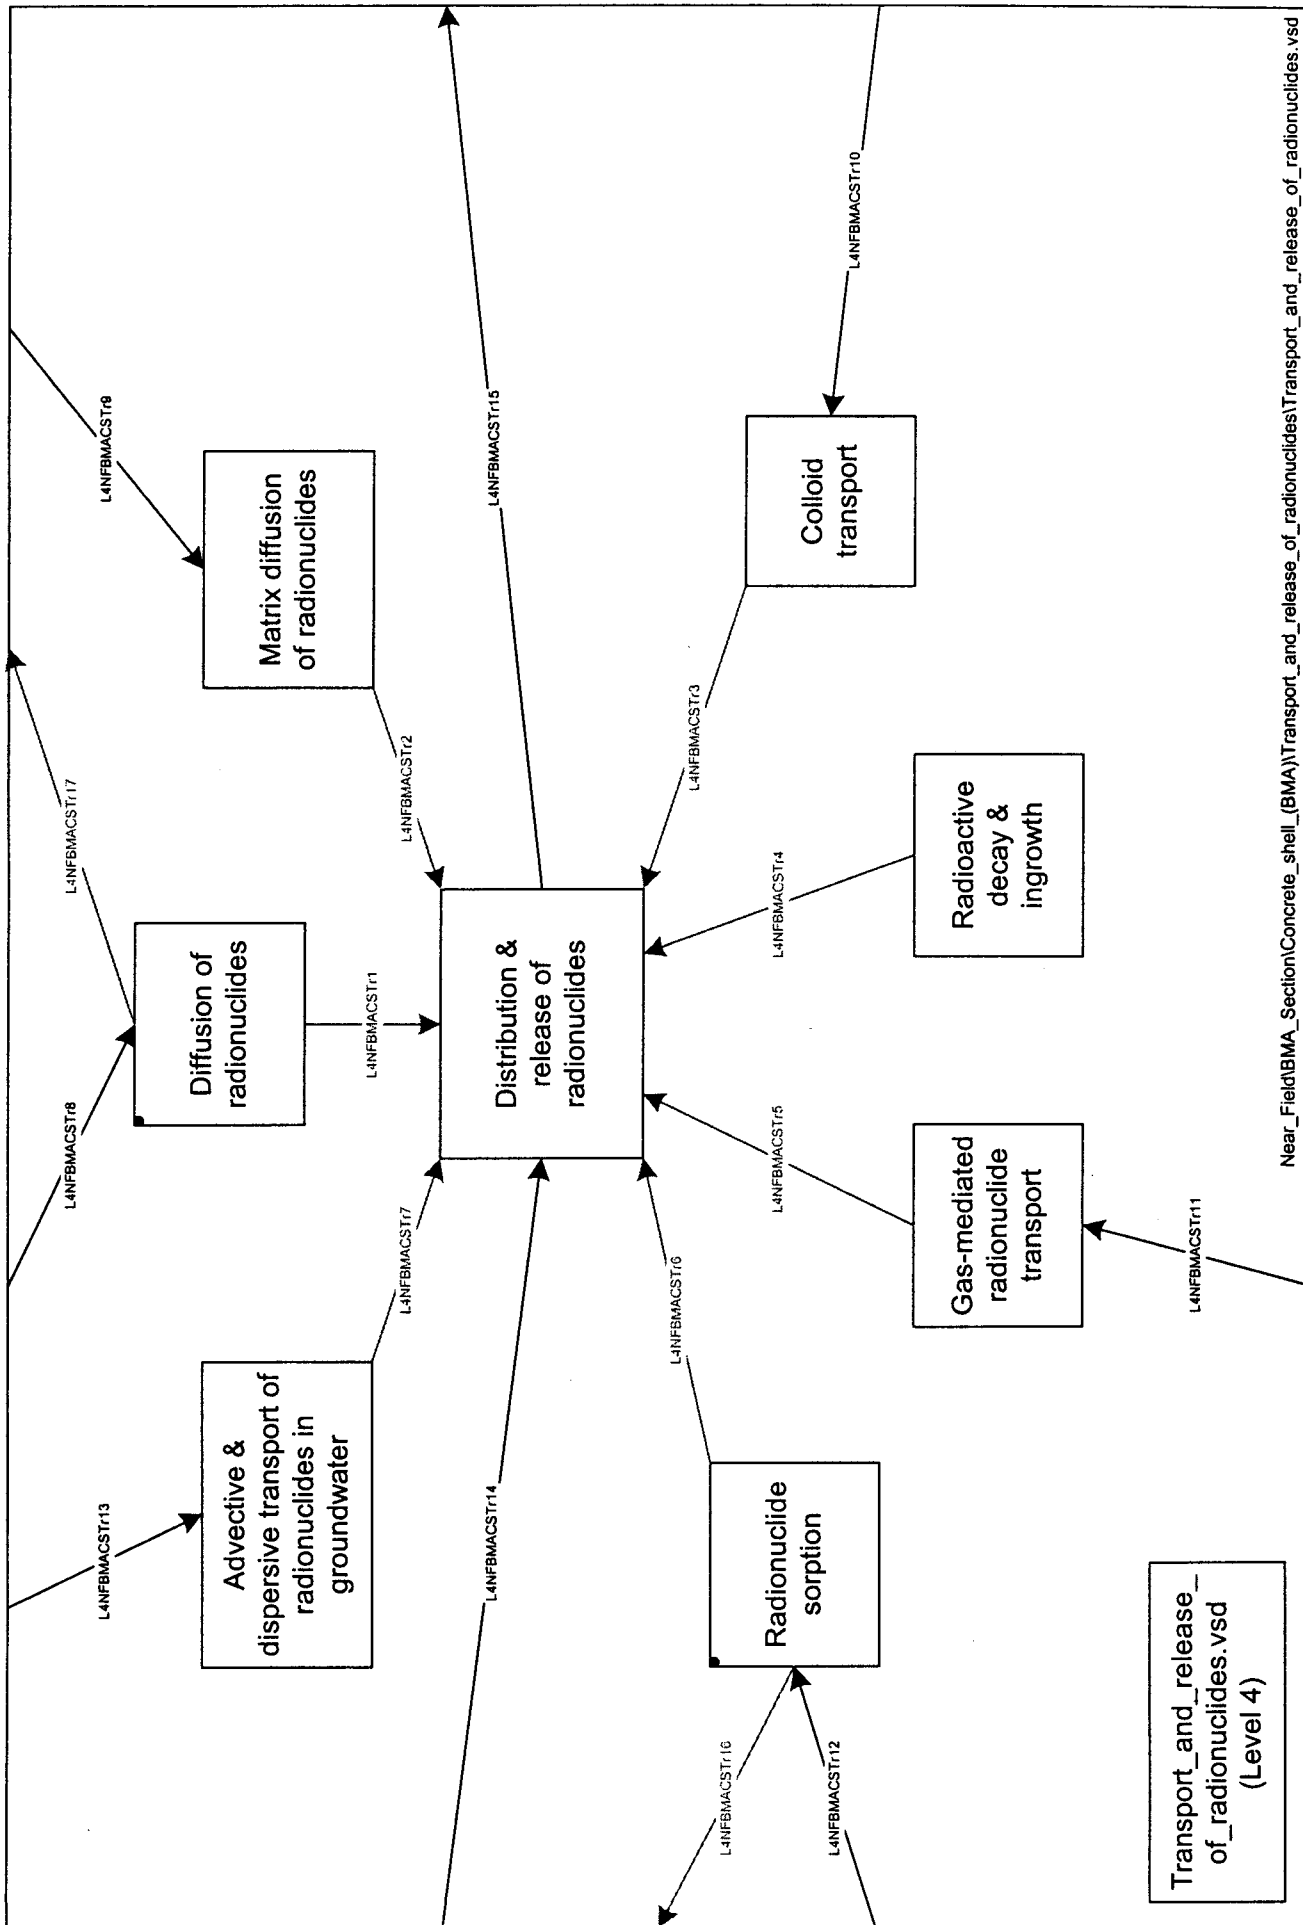 L4NFBMACSTr13
L4NFBMACSTr8
L4NFBMACSTr17
L4NFBMACSTr9
Advective &
dispersive transport of
radionuclides in
groundwater
Diffusion of
radionuclides
Matrix diffusion
of radionuclides
L4NFBMACSTr7
L4NFBMACSTr1
L4NFBMACSTr2
L4NFBMACSTr14
Distribution &
release of
radionuclides
L4NFBMACSTr15
L4NFBMACSTr16
L4NFBMACSTr6
L4NFBMACSTr3
Radionuclide
sorption
L4NFBMACSTr12
L4NFBMACSTr5
L4NFBMACSTr4
Colloid
transport
L4NFBMACSTr10
Gas-mediated
radionuclide
transport
Radioactive
decay &
ingrowth
L4NFBMACSTr11
Transport_and_release_
of_radionuclides.vsd
(Level 4)
Near_Field\BMA_Section\Concrete_shell_(BMA)\Transport_and_release_of_radionuclides\Transport_and_release_of_radionuclides.vsd